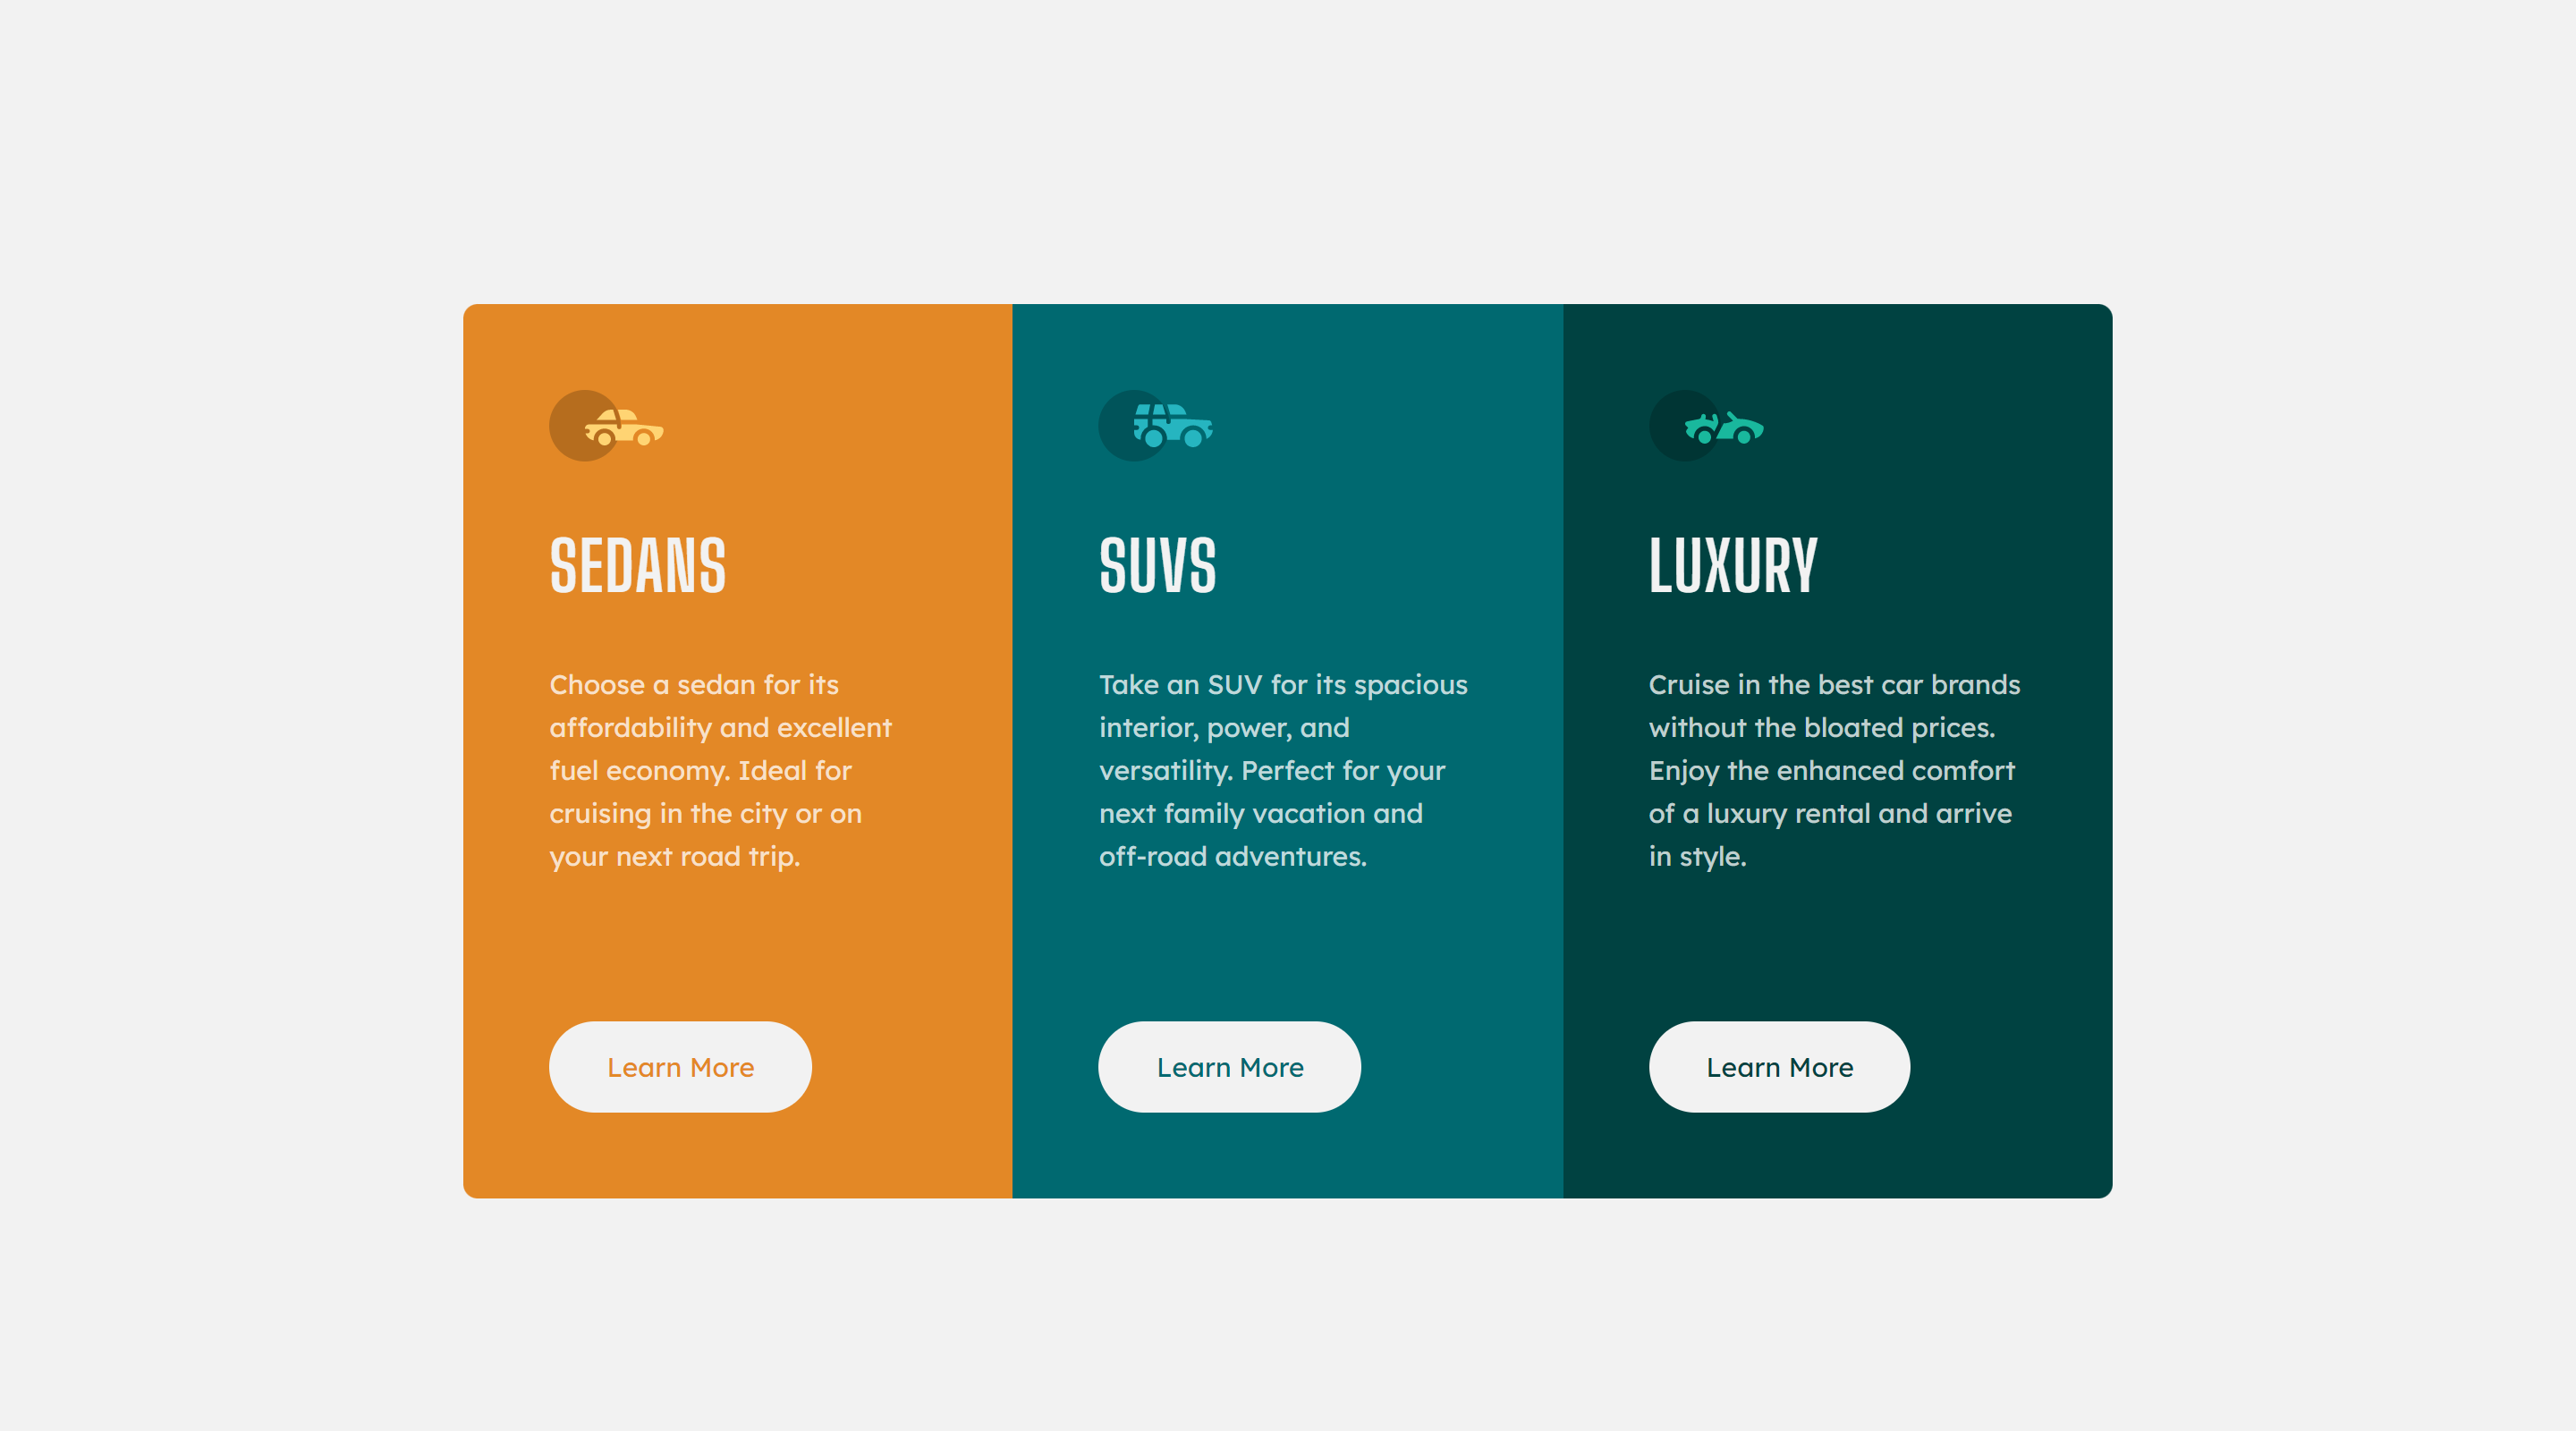 SEDANS
Choose a sedan for its
affordability and excellent
fuel economy. Ideal for
cruising in the city or on
your next road trip.
Learn More
SUVS
Take an SUV for its spacious
interior, power, and
versatility. Perfect for your
next family vacation and
off-road adventures.
Learn More
LUXURY
Cruise in the best car brands
without the bloated prices.
Enjoy the enhanced comfort
of a luxury rental and arrive
in style.
Learn More